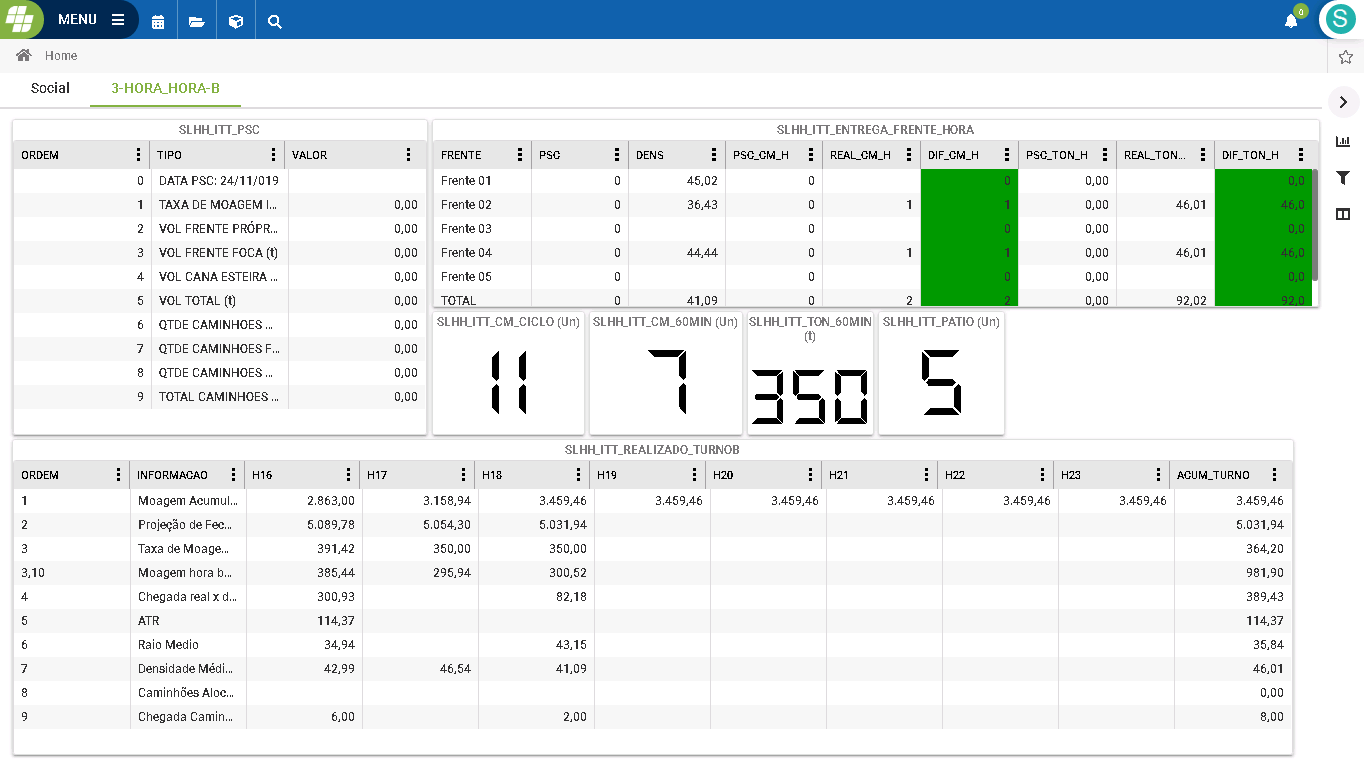 MENU
0
S
Home
Social 3-HORA_HORA-B
SLHH_ITT_PSC
ORDEM TIPO VALOR
0 DATA PSC: 24/11/019
1 TAXA DE MOAGEM I... 0,00
2 VOL FRENTE PRÓPR... 0,00
3 VOL FRENTE FOCA (t) 0,00
4 VOL CANA ESTEIRA ... 0,00
5 VOL TOTAL (t) 0,00
6 QTDE CAMINHOES ... 0,00
7 QTDE CAMINHOES F... 0,00
8 QTDE CAMINHOES ... 0,00
9 TOTAL CAMINHOES ... 0,00
SLHH_ITT_ENTREGA_FRENTE_HORA
FRENTE PSC DENS PSC_CM_H REAL_CM_H DIF_CM_H PSC_TON_H REAL_TON... DIF_TON_H
Frente 01 0 45,02 0 0 0,00 0,0
Frente 02 0 36,43 0 1 1 0,00 46,01 46,0
Frente 03 0 0 0 0,00 0,0
Frente 04 0 44,44 0 1 1 0,00 46,01 46,0
Frente 05 0 0 0 0,00 0,0
TOTAL 0 41,09 0 2 2 0,00 92,02 92,0
SLHH_ITT_CM_CICLO (Un)
11
SLHH_ITT_CM_60MIN (Un)
7
SLHH_ITT_TON_60MIN
(t)
350
SLHH_ITT_PATIO (Un)
5
SLHH_ITT_REALIZADO_TURNOB
ORDEM INFORMACAO H16 H17 H18 H19 H20 H21 H22 H23 AGUM_TURNO
1 Moagem Acumul... 2.863,00 3.158,94 3.459,46 3.459,46 3.459,46 3.459,46 3.459,46 3.459,46 3.459,46
2 Projeção de Fec... 5.089,78 5.054,30 5.031,94 5.031,94
3 Taxa de Moage... 391,42 350,00 350,00 364,20
3,10 Moagem hora b... 385,44 295,94 300,52 981,90
4 Chegada real x d... 300,93 82,18 389,43
5 ATR 114,37 114,37
6 Raio Medio 34,94 43,15 35,84
7 Densidade Médi... 42,99 46,54 41,09 46,01
8 Caminhões Aloc... 0,00
9 Chegada Camin... 6,00 2,00 8,00